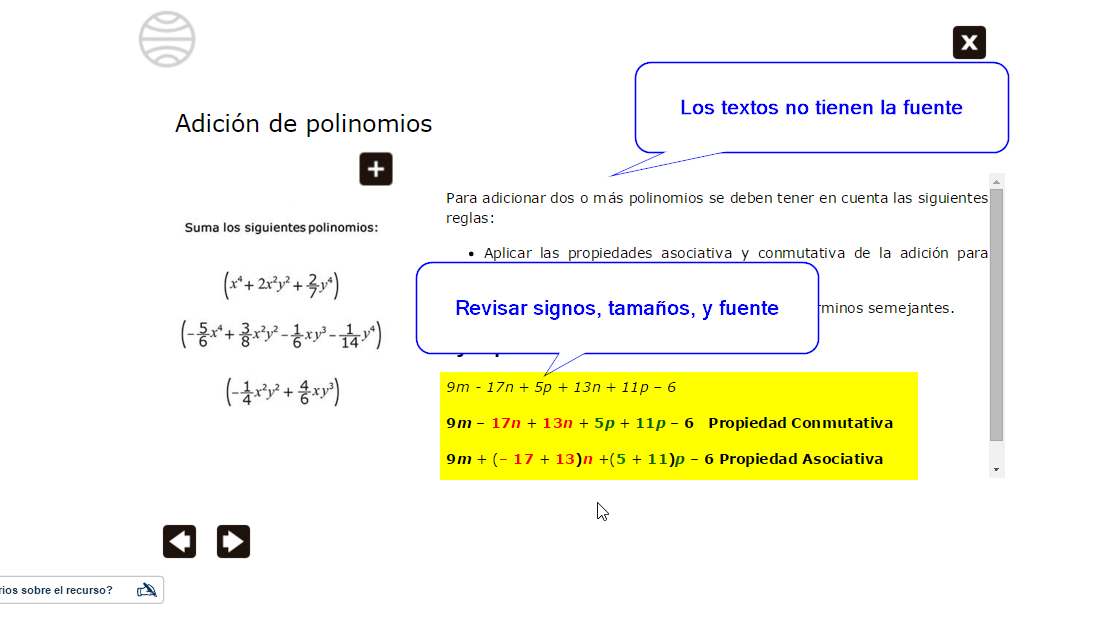 X
Los textos no tienen la fuente
Adición de polinomios
+
Para adicionar dos o más polinomios se deben tener en cuenta las siguientes
reglas:
Suma los siguientes polinomios:
• Aplicar las propiedades asociativa y conmutativa de la adición para
(x⁴ + 2x²y² + 2/7 y⁴)
Revisar signos, tamaños, y fuente
semejantes.
(-5/6 x⁴ + 3/8 x²y² - 1/6 xy³ - 1/14 y⁴)
9m - 17n + 5p + 13n + 11p – 6
(-1/4 x²y² + 4/6 xy³)
9m – 17n + 13n + 5p + 11p – 6 Propiedad Conmutativa
9m + (– 17 + 13)n +(5 + 11)p – 6 Propiedad Asociativa
sobre el recurso?